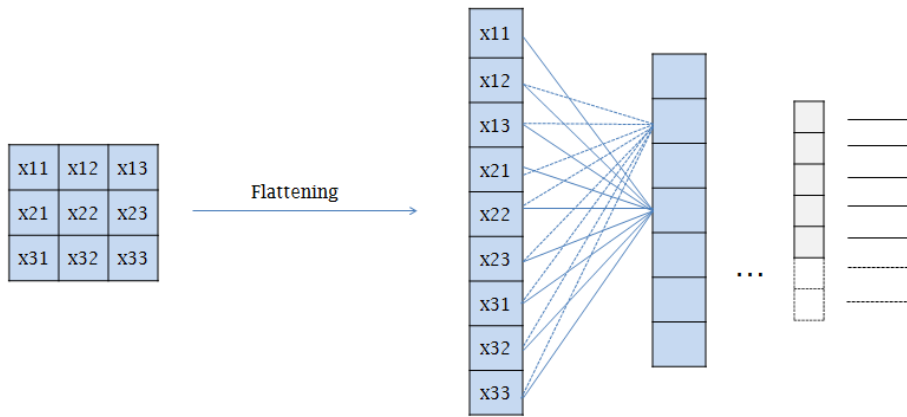 x11 x12 x13
x21 x22 x23
x31 x32 x33
Flattening
x11
x12
x13
x21
x22
x23
x31
x32
x33
...